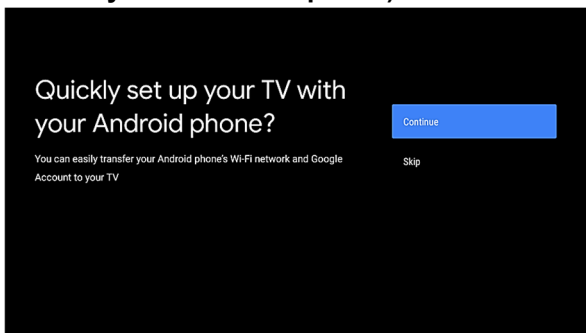 Quickly set up your TV with
your Android phone?
You can easily transfer your Android phone's Wi-Fi network and Google
Account to your TV
Continue
Skip